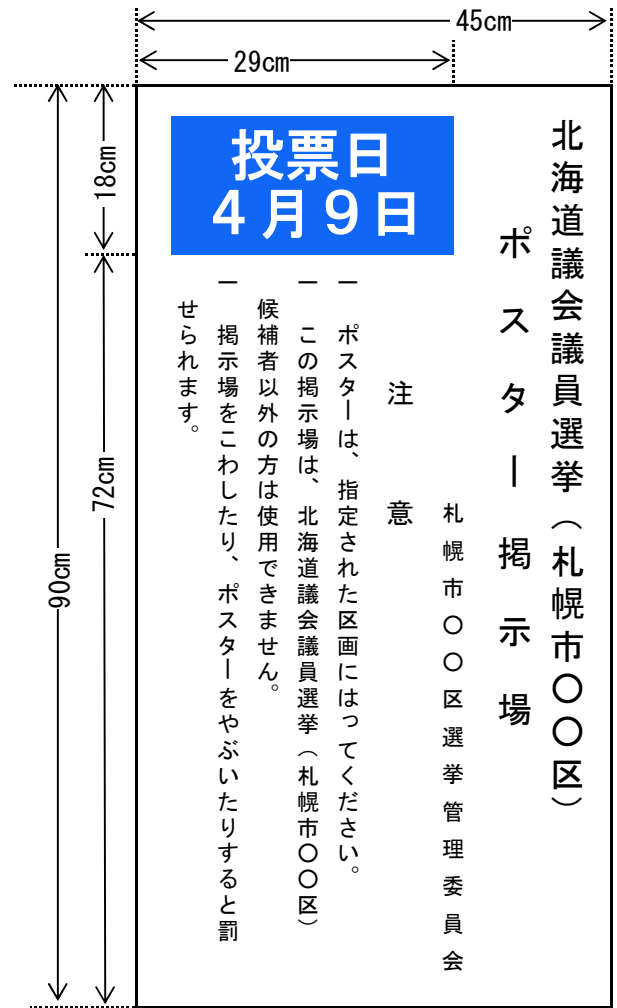 45cm
29cm
18cm
72cm
90cm
北海道議会議員選挙（札幌市〇〇区）
ポスター掲示場
札幌市〇〇区選挙管理委員会
投票日
４月９日
注意
一　ポスターは、指定された区画にはってください。
一　この掲示場は、北海道議会議員選挙（札幌市〇〇区）
候補者以外の方は使用できません。
一　掲示場をこわしたり、ポスターをやぶいたりすると罰
せられます。